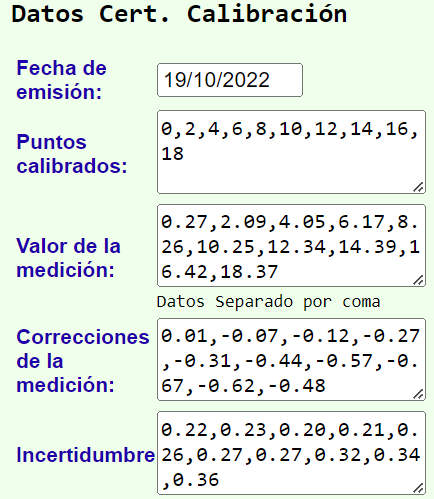 Datos Cert. Calibración
Fecha de
emisión:
19/10/2022
Puntos
calibrados:
0,2,4,6,8,10,12,14,16,
18
Valor de la
medición:
0.27,2.09,4.05,6.17,8.
26,10.25,12.34,14.39,1
6.42,18.37
Datos Separado por coma
Correcciones
de la
medición:
0.01,-0.07,-0.12,-0.27
,-0.31,-0.44,-0.57,-0.
67,-0.62,-0.48
Incertidumbre
0.22,0.23,0.20,0.21,0.
26,0.27,0.27,0.32,0.34
,0.36